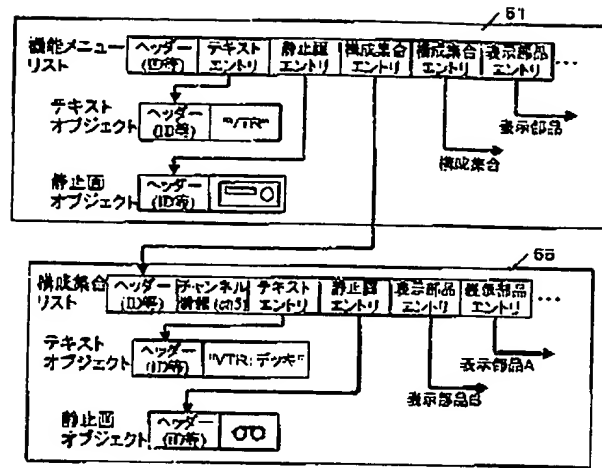 51
機能メニュー
リスト
ヘッダー
(ID等)
テキスト
エントリ
静止画
エントリ
構成集合
エントリ
構成集合
エントリ
表示部品
エントリ
…
テキスト
オブジェクト
ヘッダー
(ID等)
"VTR"
表示部品
構成集合
静止画
オブジェクト
ヘッダー
(ID等)
構成集合
リスト
ヘッダー
(ID等)
チャンネル
情報
テキスト
エントリ
静止画
エントリ
表示部品
エントリ
部品
エントリ
…
テキスト
オブジェクト
ヘッダー
(ID等)
"VTR:デッキ"
表示部品A
表示部品B
静止画
オブジェクト
ヘッダー
(ID等)